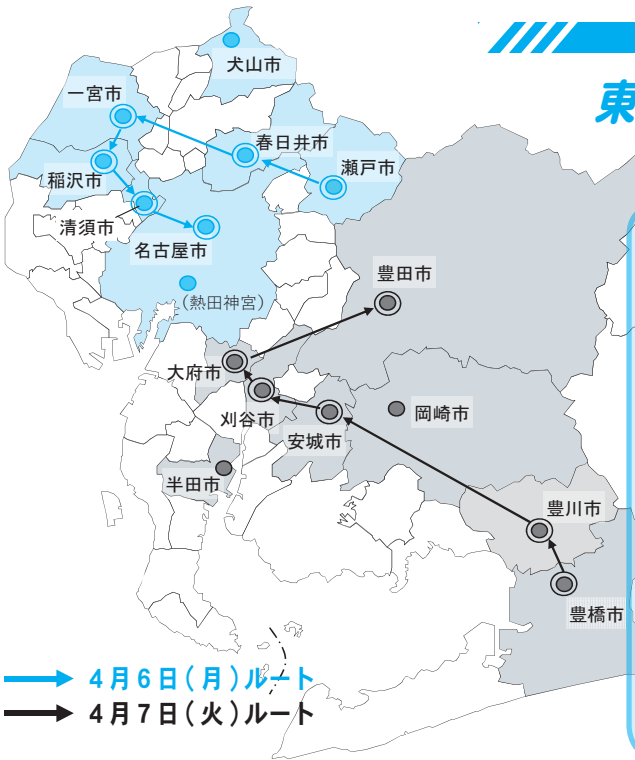 東
犬山市
一宮市
春日井市
瀬戸市
稲沢市
清須市
名古屋市
(熱田神宮)
豊田市
大府市
刈谷市
安城市
岡崎市
半田市
豊川市
豊橋市
4月6日(月)ルート
4月7日(火)ルート